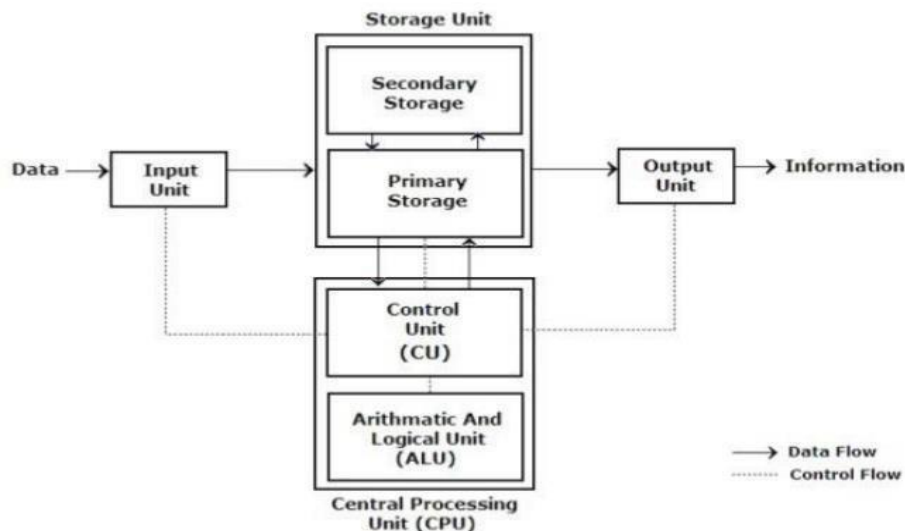 Storage Unit
Secondary
Storage
Data
Input
Unit
Primary
Storage
Output
Unit
Information
Control
Unit
(CU)
Arithmatic And
Logical Unit
(ALU)
Data Flow
Control Flow
Central Processing
Unit (CPU)